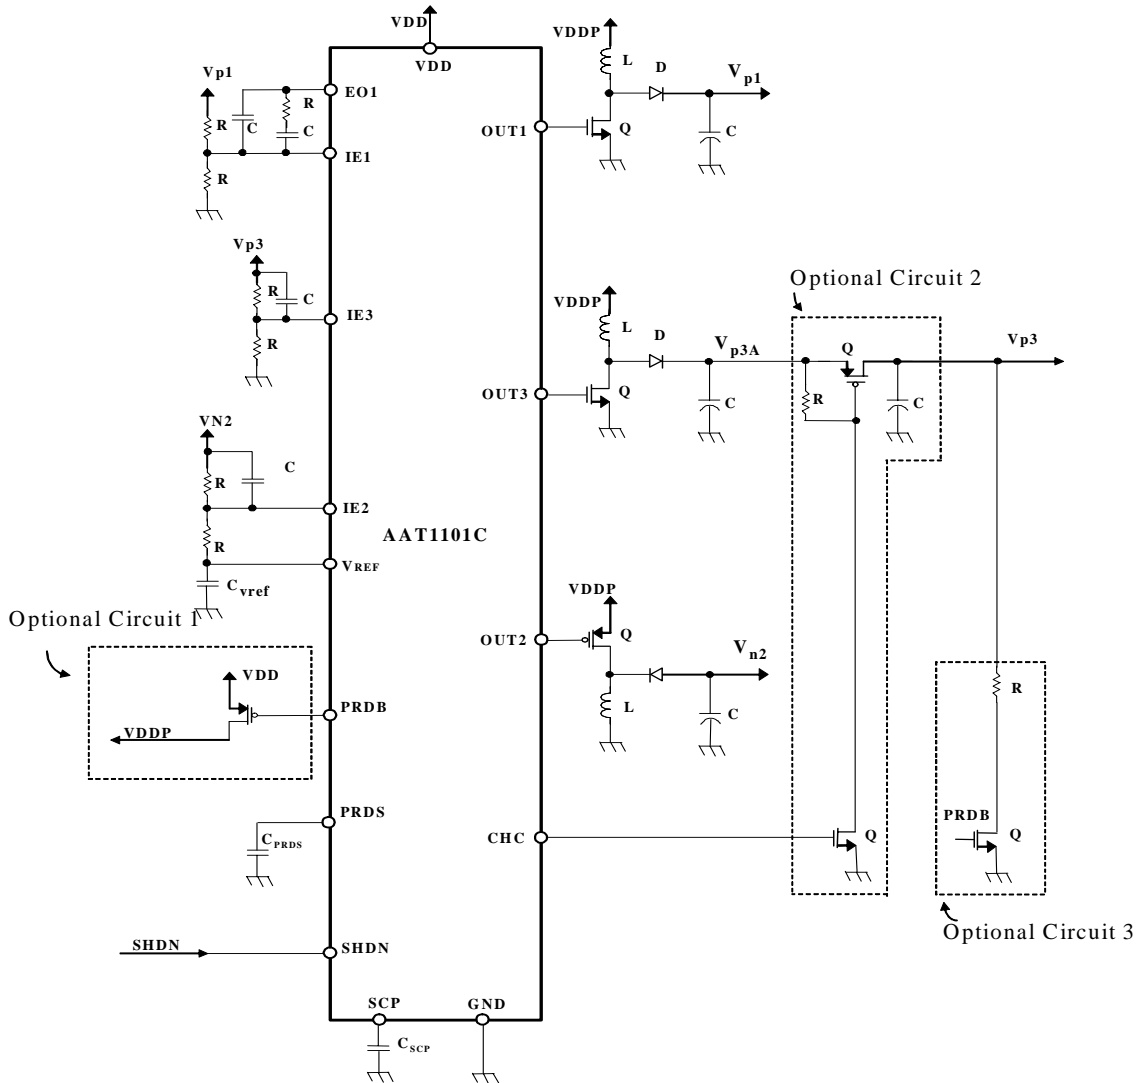 VDD
VDD
Vp1
EO1
R
R
C
C
IE1
R
VDDP
L
D
Vp1
OUT1
Q
C
Vp3
R
C
IE3
R
Optional Circuit 2
VDDP
L
D
Vp3A
Q
Vp3
OUT3
Q
C
R
C
VN2
C
R
IE2
AAT1101C
R
VREF
Cvref
Optional Circuit 1
VDD
PRDB
VDDP
VDDP
OUT2
Q
Vn2
L
C
R
PRDS
CPRDS
CHC
Q
PRDB
Q
SHDN
SHDN
Optional Circuit 3
SCP
GND
CSCP